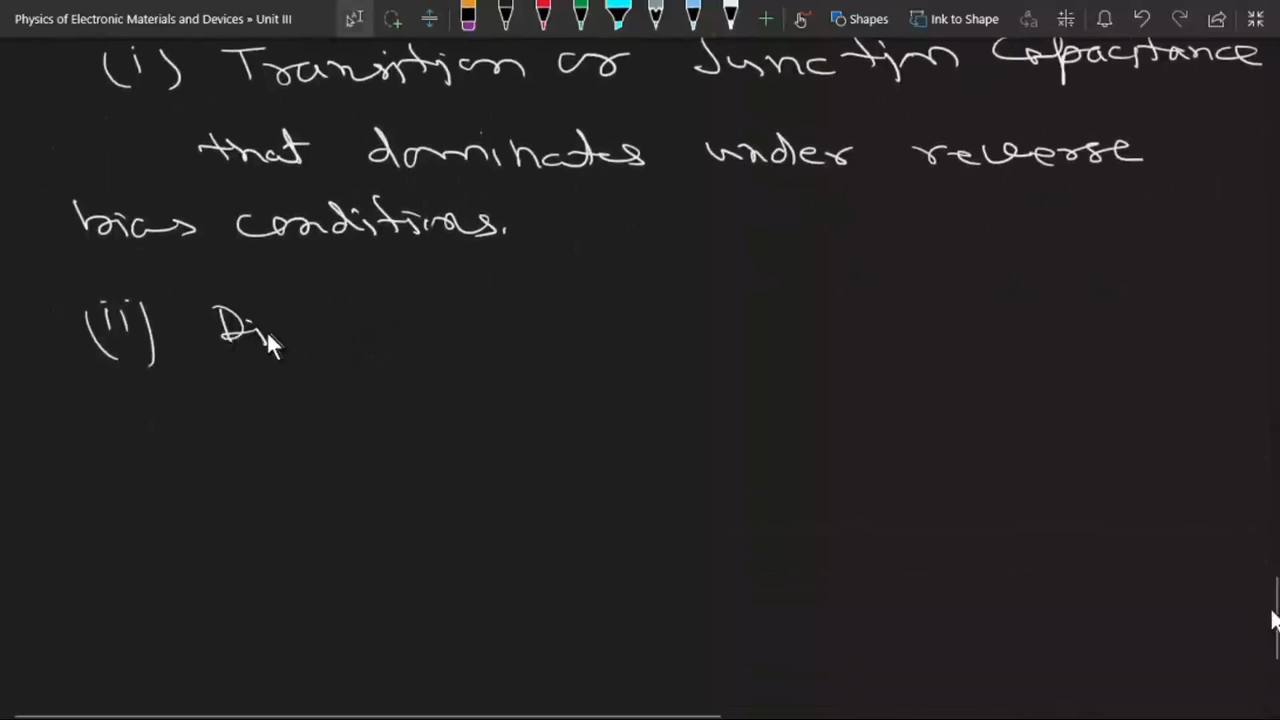 Physics of Electronic Materials and Devices » Unit III
Shapes
Ink to Shape
(i) Transition or Junction Capacitance
that dominates under reverse
bias conditions.
(ii) Di